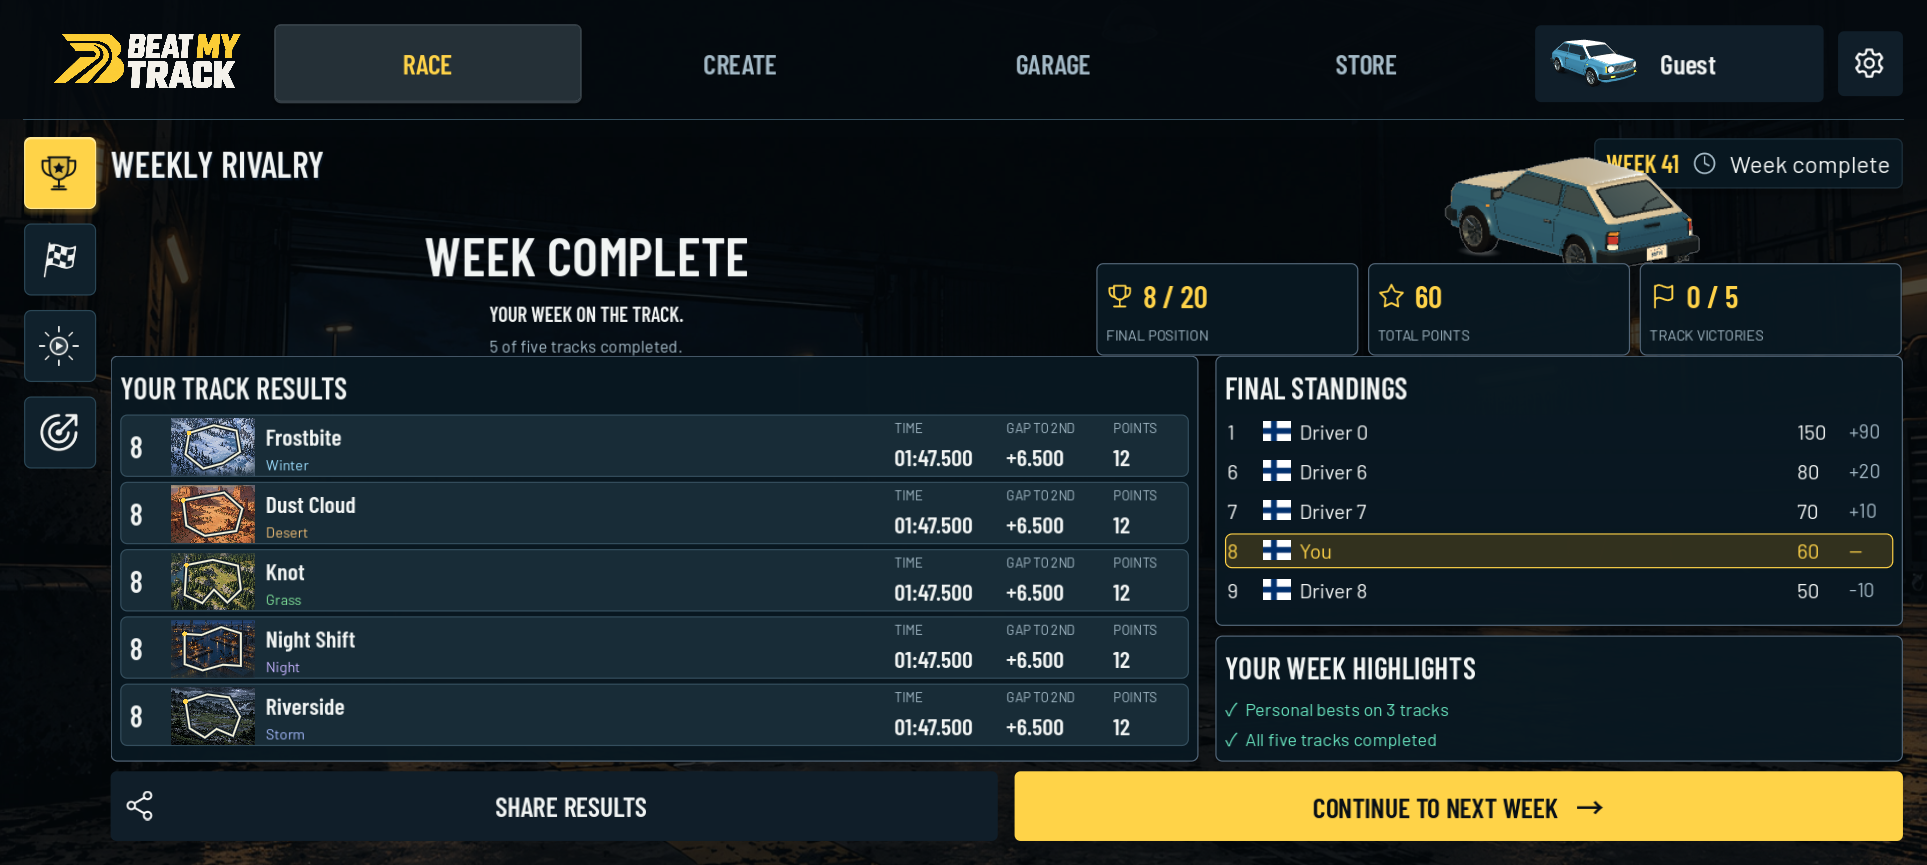 BEAT MY
TRACK
RACE
CREATE
GARAGE
STORE
Guest
WEEKLY RIVALRY
WEEK 41
Week complete
WEEK COMPLETE
YOUR WEEK ON THE TRACK.
5 of five tracks completed.
8 / 20
FINAL POSITION
60
TOTAL POINTS
0 / 5
TRACK VICTORIES
YOUR TRACK RESULTS
8 Frostbite TIME GAP TO 2ND POINTS
Winter 01:47.500 +6.500 12
8 Dust Cloud TIME GAP TO 2ND POINTS
Desert 01:47.500 +6.500 12
8 Knot TIME GAP TO 2ND POINTS
Grass 01:47.500 +6.500 12
8 Night Shift TIME GAP TO 2ND POINTS
Night 01:47.500 +6.500 12
8 Riverside TIME GAP TO 2ND POINTS
Storm 01:47.500 +6.500 12
FINAL STANDINGS
1 Driver 0 150 +90
6 Driver 6 80 +20
7 Driver 7 70 +10
8 You 60 –
9 Driver 8 50 -10
YOUR WEEK HIGHLIGHTS
✓ Personal bests on 3 tracks
✓ All five tracks completed
SHARE RESULTS
CONTINUE TO NEXT WEEK →